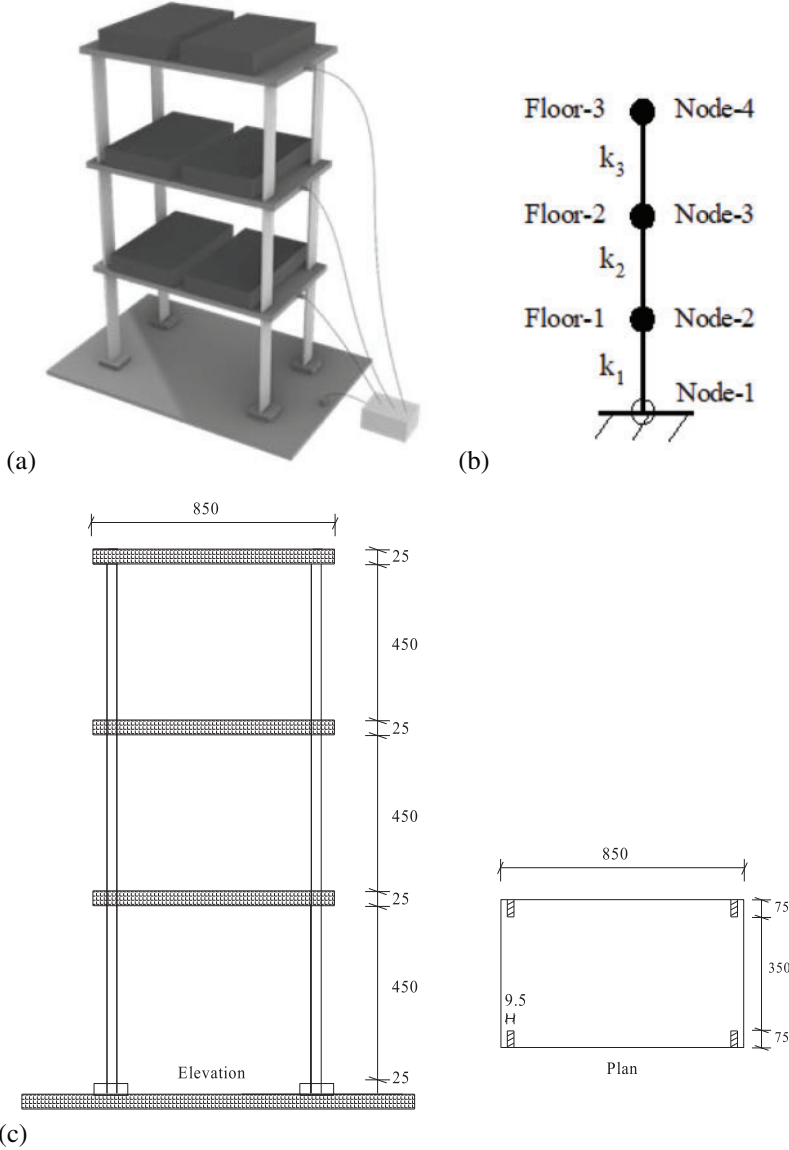 Floor-3 Node-4
k3
Floor-2 Node-3
k2
Floor-1 Node-2
k1
Node-1
(a)
(b)
850
25
450
25
450
25
450
25
Elevation
850
75
350
75
9.5
Plan
(c)